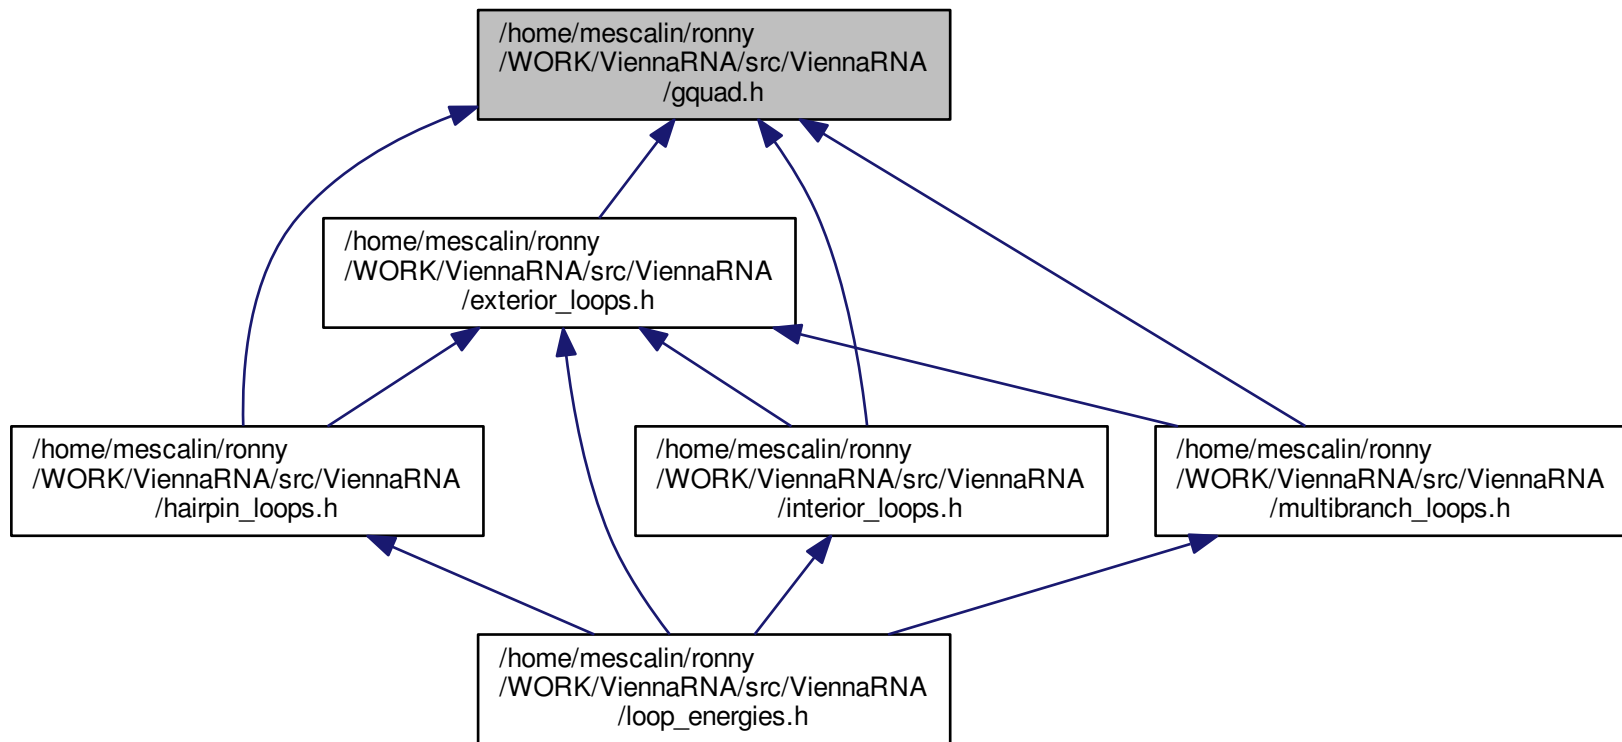 /home/mescalin/ronny
/WORK/ViennaRNA/src/ViennaRNA
/gquad.h
/home/mescalin/ronny
/WORK/ViennaRNA/src/ViennaRNA
/exterior_loops.h
/home/mescalin/ronny
/WORK/ViennaRNA/src/ViennaRNA
/hairpin_loops.h
/home/mescalin/ronny
/WORK/ViennaRNA/src/ViennaRNA
/interior_loops.h
/home/mescalin/ronny
/WORK/ViennaRNA/src/ViennaRNA
/multibranch_loops.h
/home/mescalin/ronny
/WORK/ViennaRNA/src/ViennaRNA
/loop_energies.h